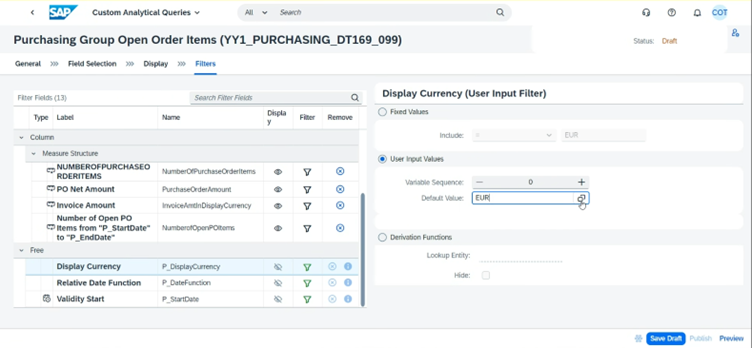 SAP Custom Analytical Queries All Search COT
Purchasing Group Open Order Items (YY1_PURCHASING_DT169_099)
Status: Draft
General Field Selection Display Filters
Filter Fields (13) Search Filter Fields
Type Label Name Displa
y Filter Remove
Column
Measure Structure
NUMBEROFPURCHASEO
RDERITEMS NumberOfPurchaseOrderItems
PO Net Amount PurchaseOrderAmount
Invoice Amount InvoiceAmtInDisplayCurrency
Number of Open PO
Items from "P_StartDate"
to "P_EndDate" NumberofOpenPOItems
Free
Display Currency P_DisplayCurrency
Relative Date Function P_DateFunction
Validity Start P_StartDate
Display Currency (User Input Filter)
Fixed Values
Include: EUR
User Input Values
Variable Sequence: 0
Default Value: EUR
Derivation Functions
Lookup Entity:
Hide:
Save Draft Publish Preview